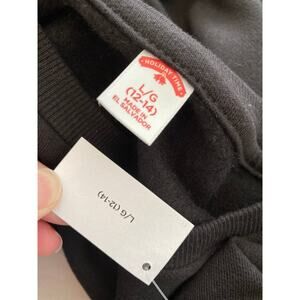 HOLIDAY TIME
L/G
(12-14)
MADE IN
EL SALVADOR
L/G (12-14)